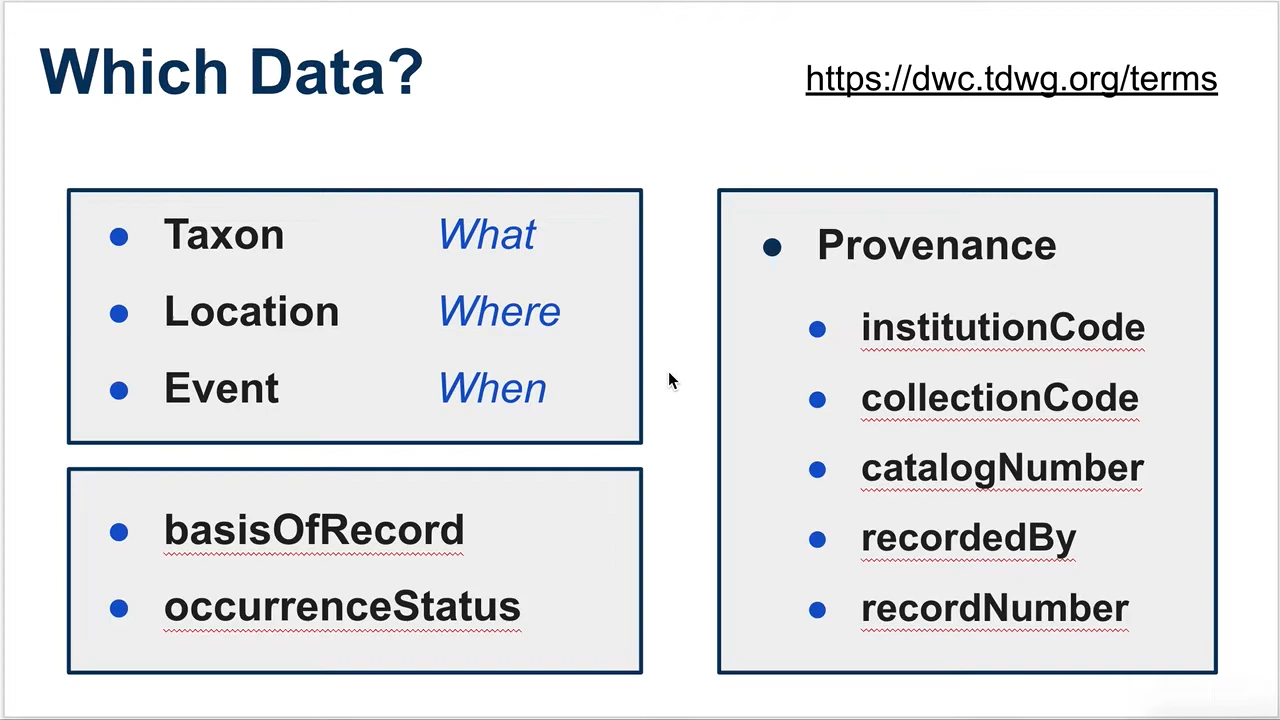 Which Data?
https://dwc.tdwg.org/terms
Taxon What
Location Where
Event When
basisOfRecord
occurrenceStatus
Provenance
institutionCode
collectionCode
catalogNumber
recordedBy
recordNumber